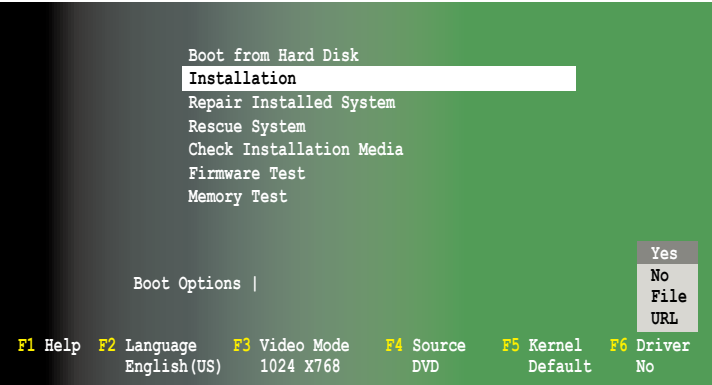 Boot from Hard Disk
Installation
Repair Installed System
Rescue System
Check Installation Media
Firmware Test
Memory Test
Boot Options |
Yes
No
File
URL
F1 Help F2 Language F3 Video Mode F4 Source F5 Kernel F6 Driver
English(US) 1024 X768 DVD Default No